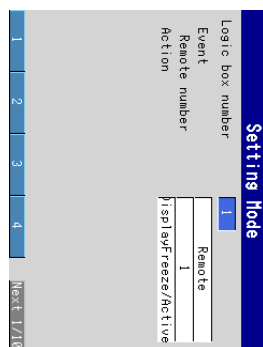 Setting Mode
Logic box number 1
Event Remote
Remote number 1
Action DisplayFreeze/Active
1 2 3 4 Next 1/10